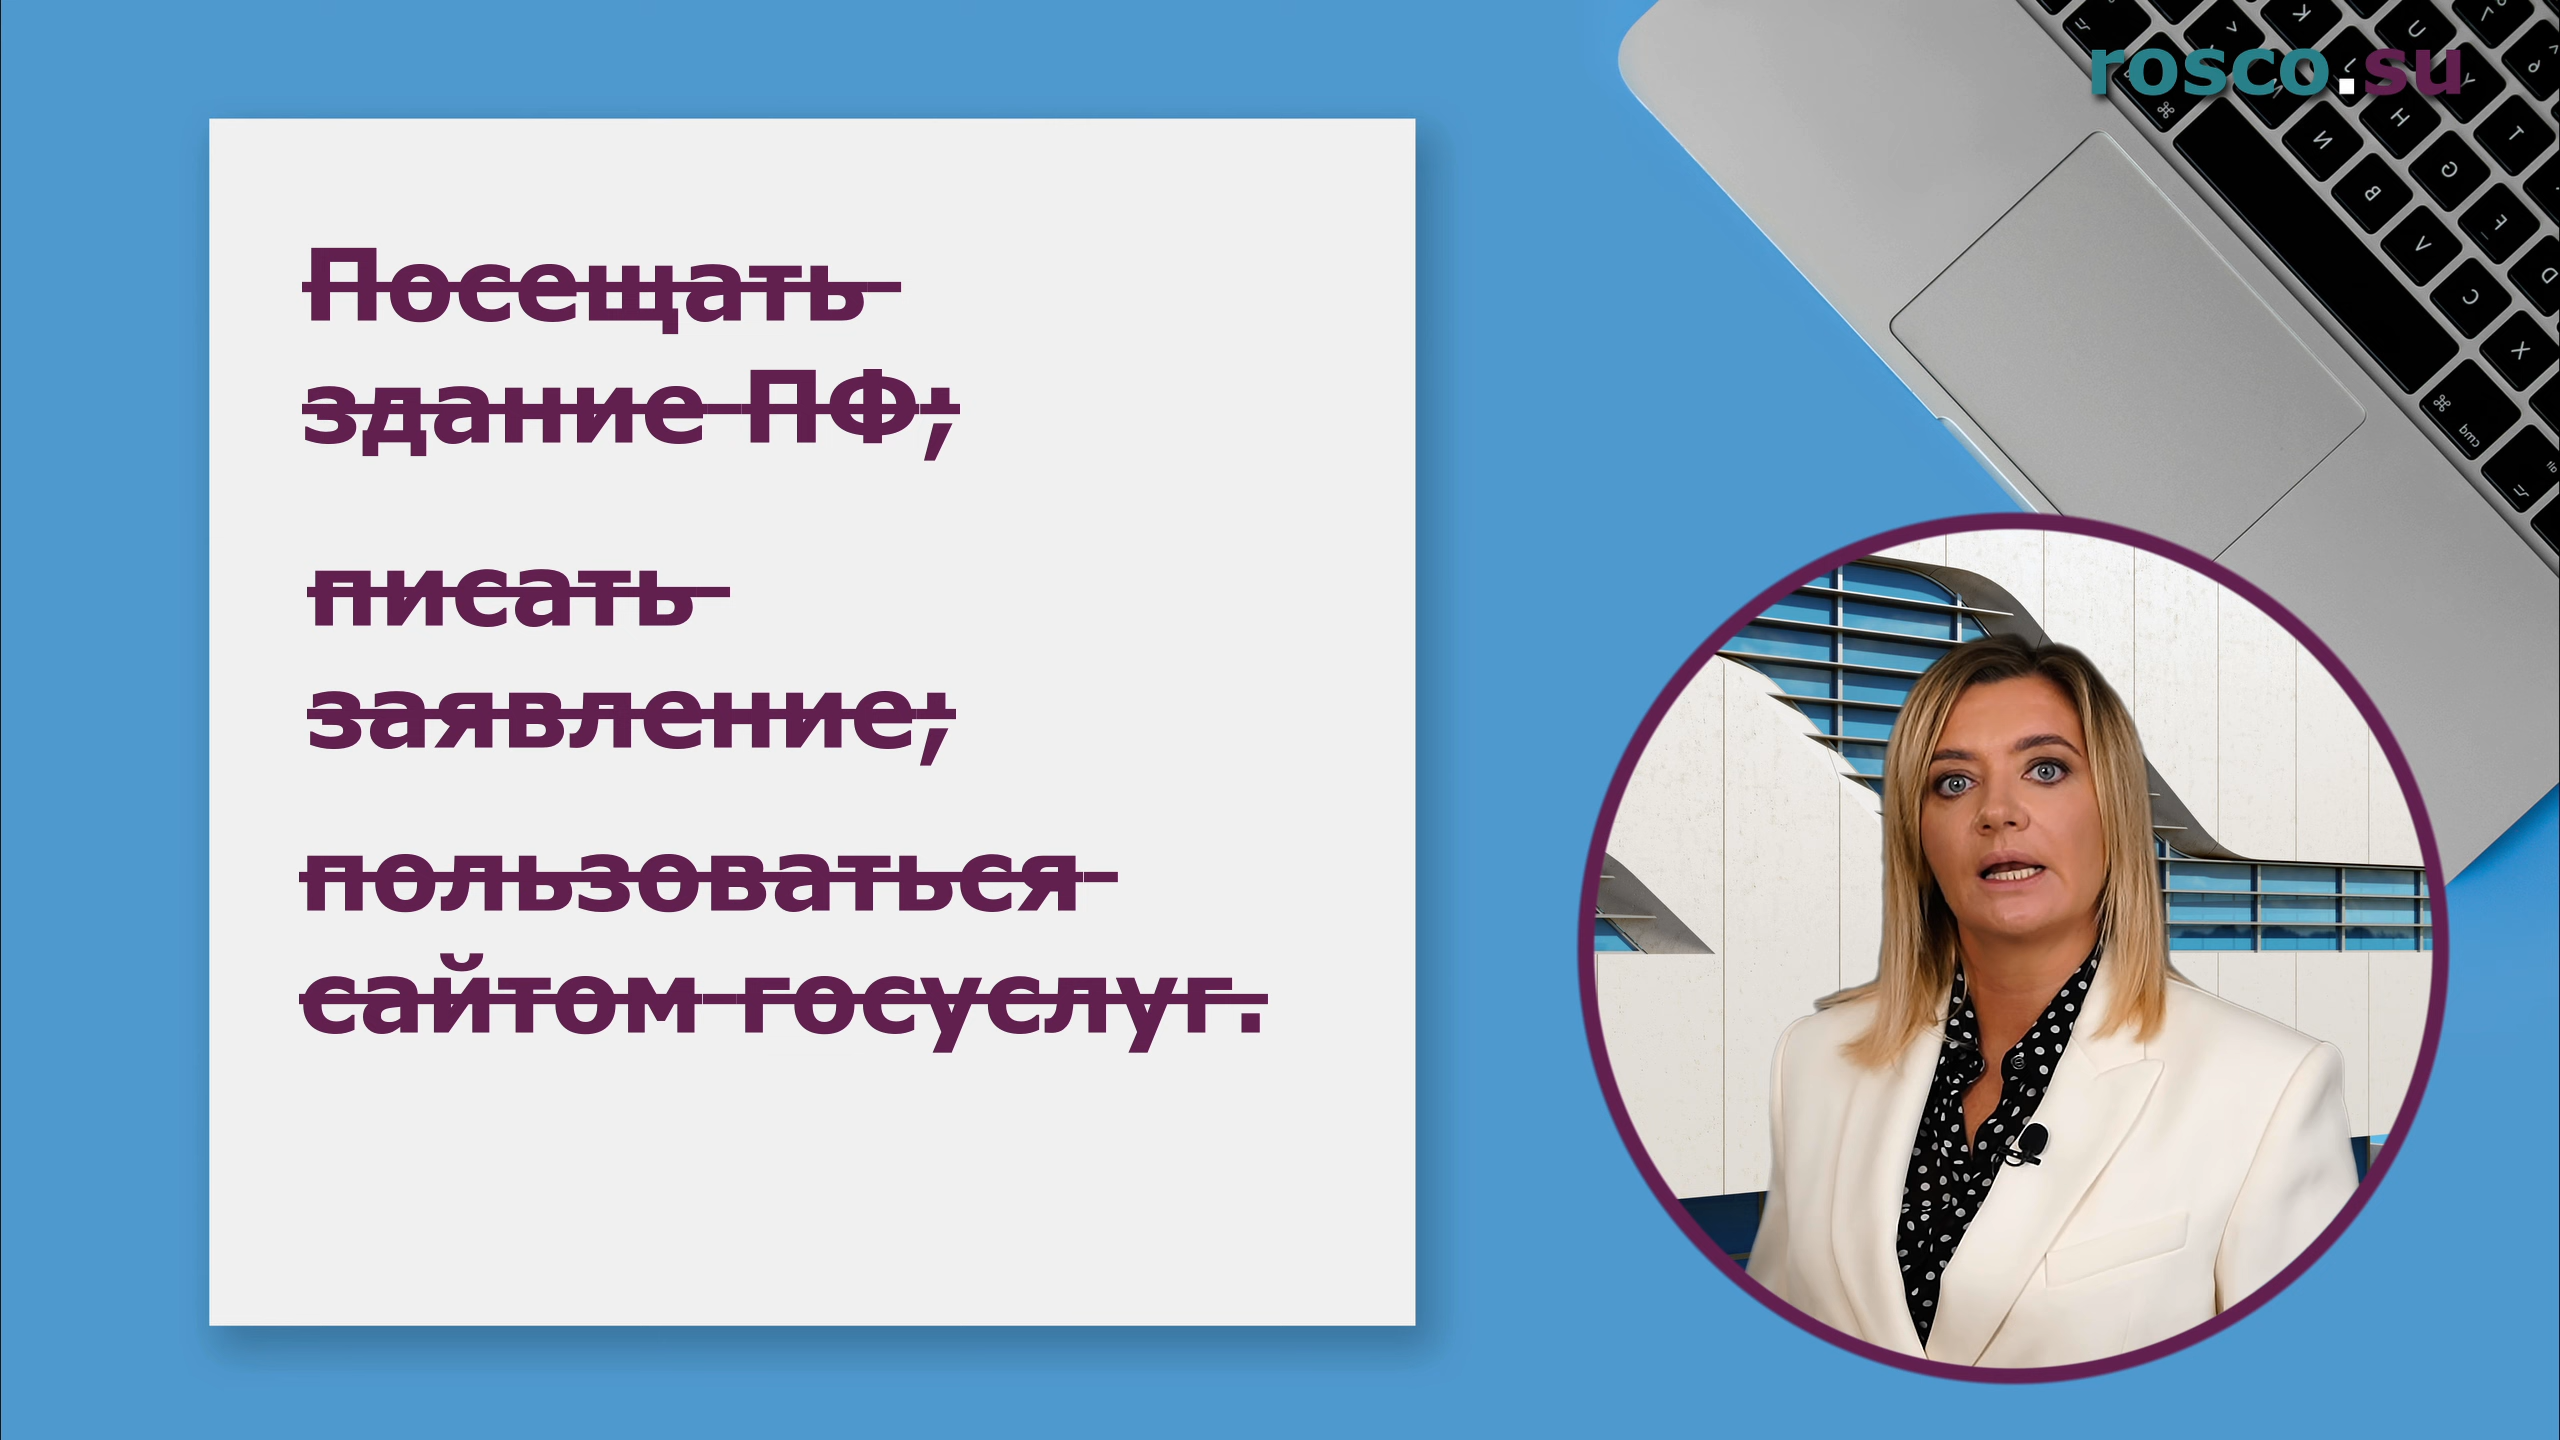 rosco.su
Посещать
здание ПФ;
писать
заявление;
пользоваться
сайтом госуслуг.